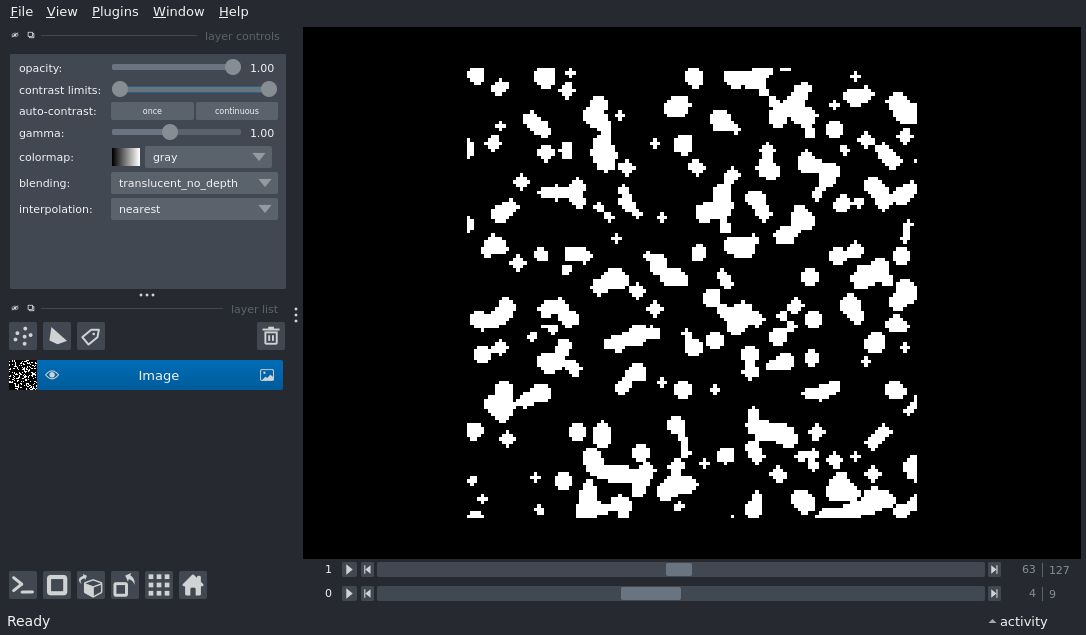 File View Plugins Window Help
layer controls
opacity: 1.00
contrast limits:
auto-contrast: once continuous
gamma: 1.00
colormap: gray
blending: translucent_no_depth
interpolation: nearest
layer list
Image
1 63 127
0 4 9
Ready activity